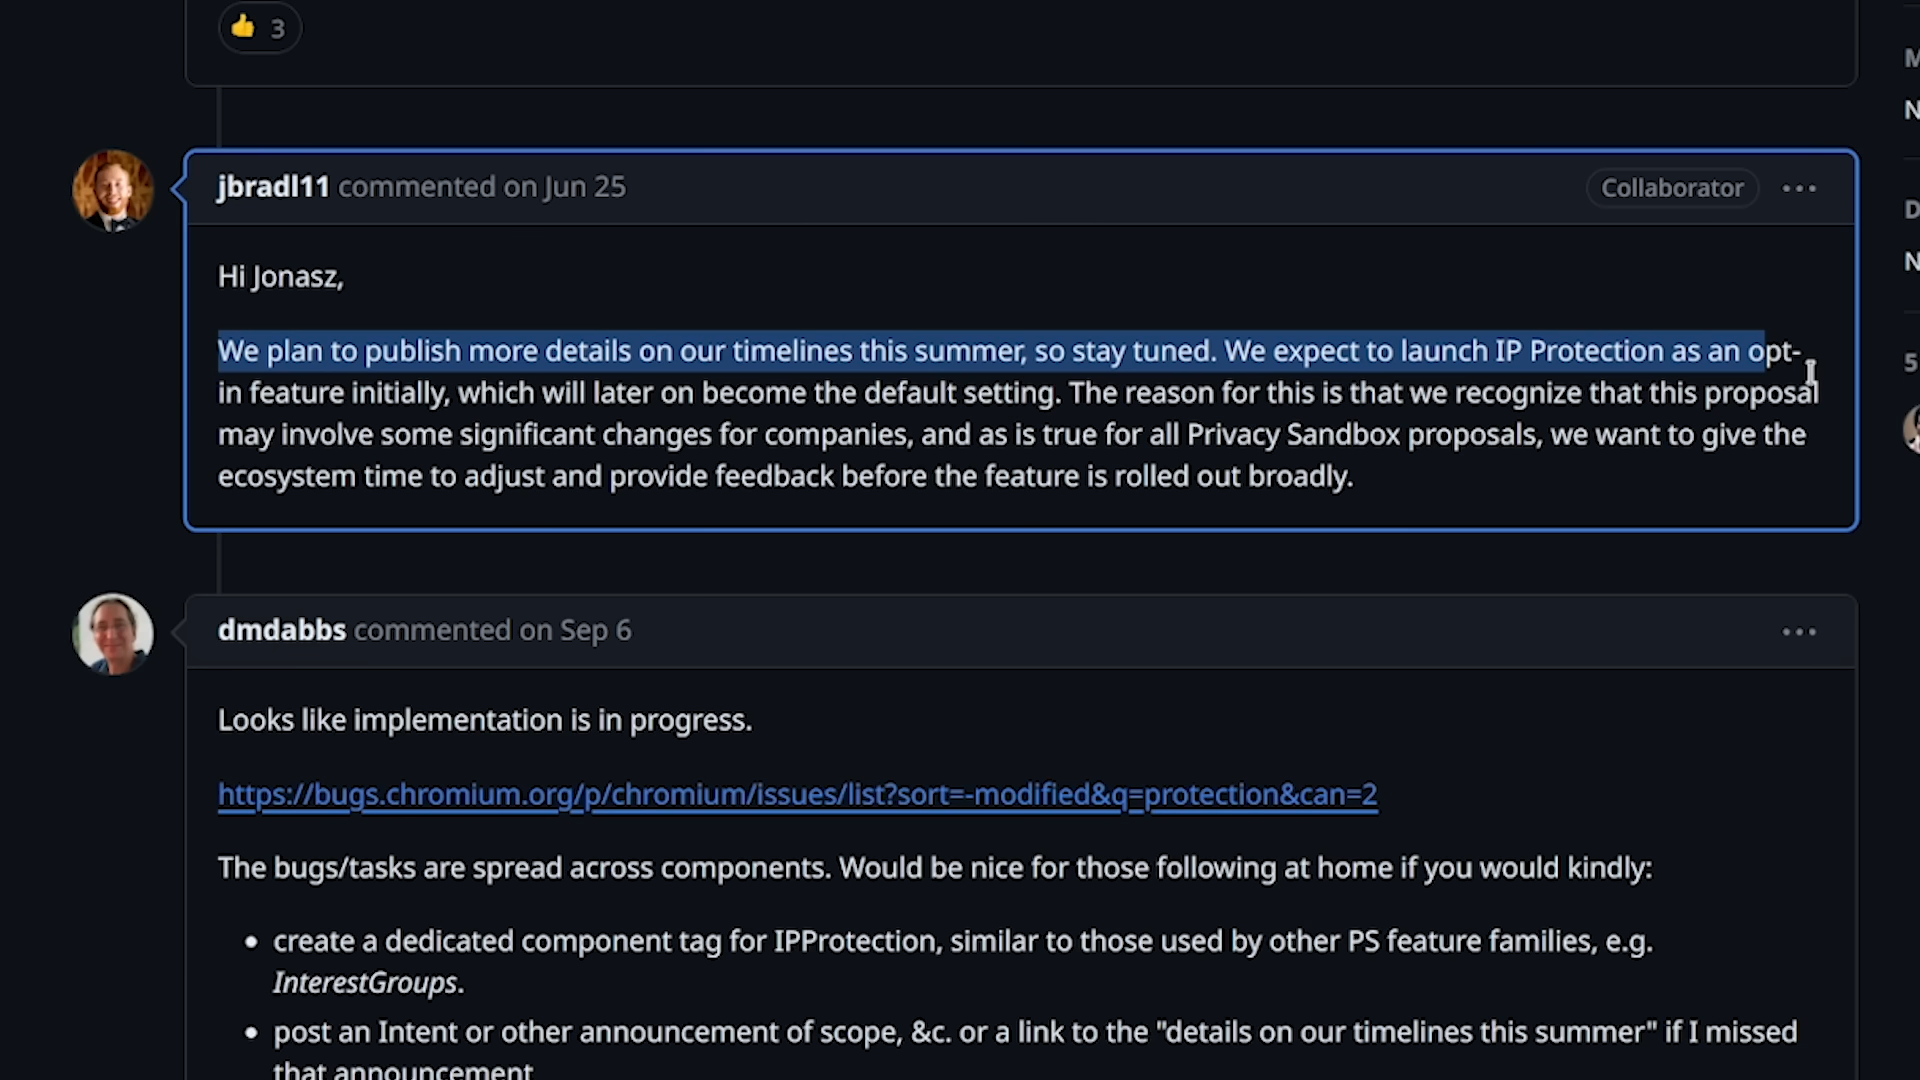 3
jbradl11 commented on Jun 25
Collaborator
Hi Jonasz,
We plan to publish more details on our timelines this summer, so stay tuned. We expect to launch IP Protection as an opt-
in feature initially, which will later on become the default setting. The reason for this is that we recognize that this proposal
may involve some significant changes for companies, and as is true for all Privacy Sandbox proposals, we want to give the
ecosystem time to adjust and provide feedback before the feature is rolled out broadly.
dmdabbs commented on Sep 6
Looks like implementation is in progress.
https://bugs.chromium.org/p/chromium/issues/list?sort=-modified&q=protection&can=2
The bugs/tasks are spread across components. Would be nice for those following at home if you would kindly:
• create a dedicated component tag for IPProtection, similar to those used by other PS feature families, e.g.
InterestGroups.
• post an Intent or other announcement of scope, &c. or a link to the "details on our timelines this summer" if I missed
that announcement